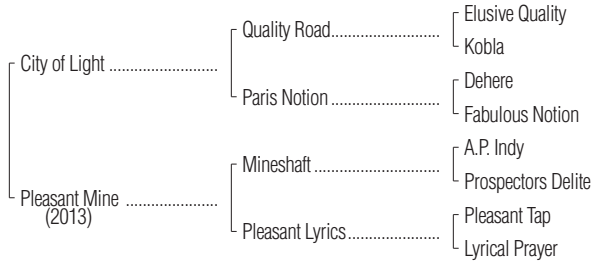 Elusive Quality
Quality Road
Kobla
City of Light
Dehere
Paris Notion
Fabulous Notion
A.P. Indy
Mineshaft
Prospectors Delite
Pleasant Mine
(2013)
Pleasant Tap
Pleasant Lyrics
Lyrical Prayer